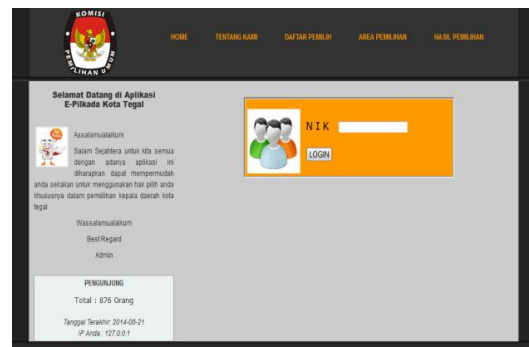 KOMISI
PEMILIHAN UMUM
HOME TENTANG KAMI DAFTAR PEMILIH AREA PEMILIHAN HASIL PEMILIHAN
Selamat Datang di Aplikasi
E-Pilkada Kota Tegal
Assalamualaikum
Salam Sejahtera untuk kita semua
dengan adanya aplikasi ini
diharapkan dapat mempermudah
anda sekalian untuk menggunakan hak pilih anda
khususnya dalam pemilihan kepala daerah kota
tegal
Wassalamualaikum
Best Regard
Admin
PENGUNJUNG
Total : 876 Orang
Tanggal Terakhir: 2014-08-21
IP Anda : 127.0.0.1
NIK
LOGIN